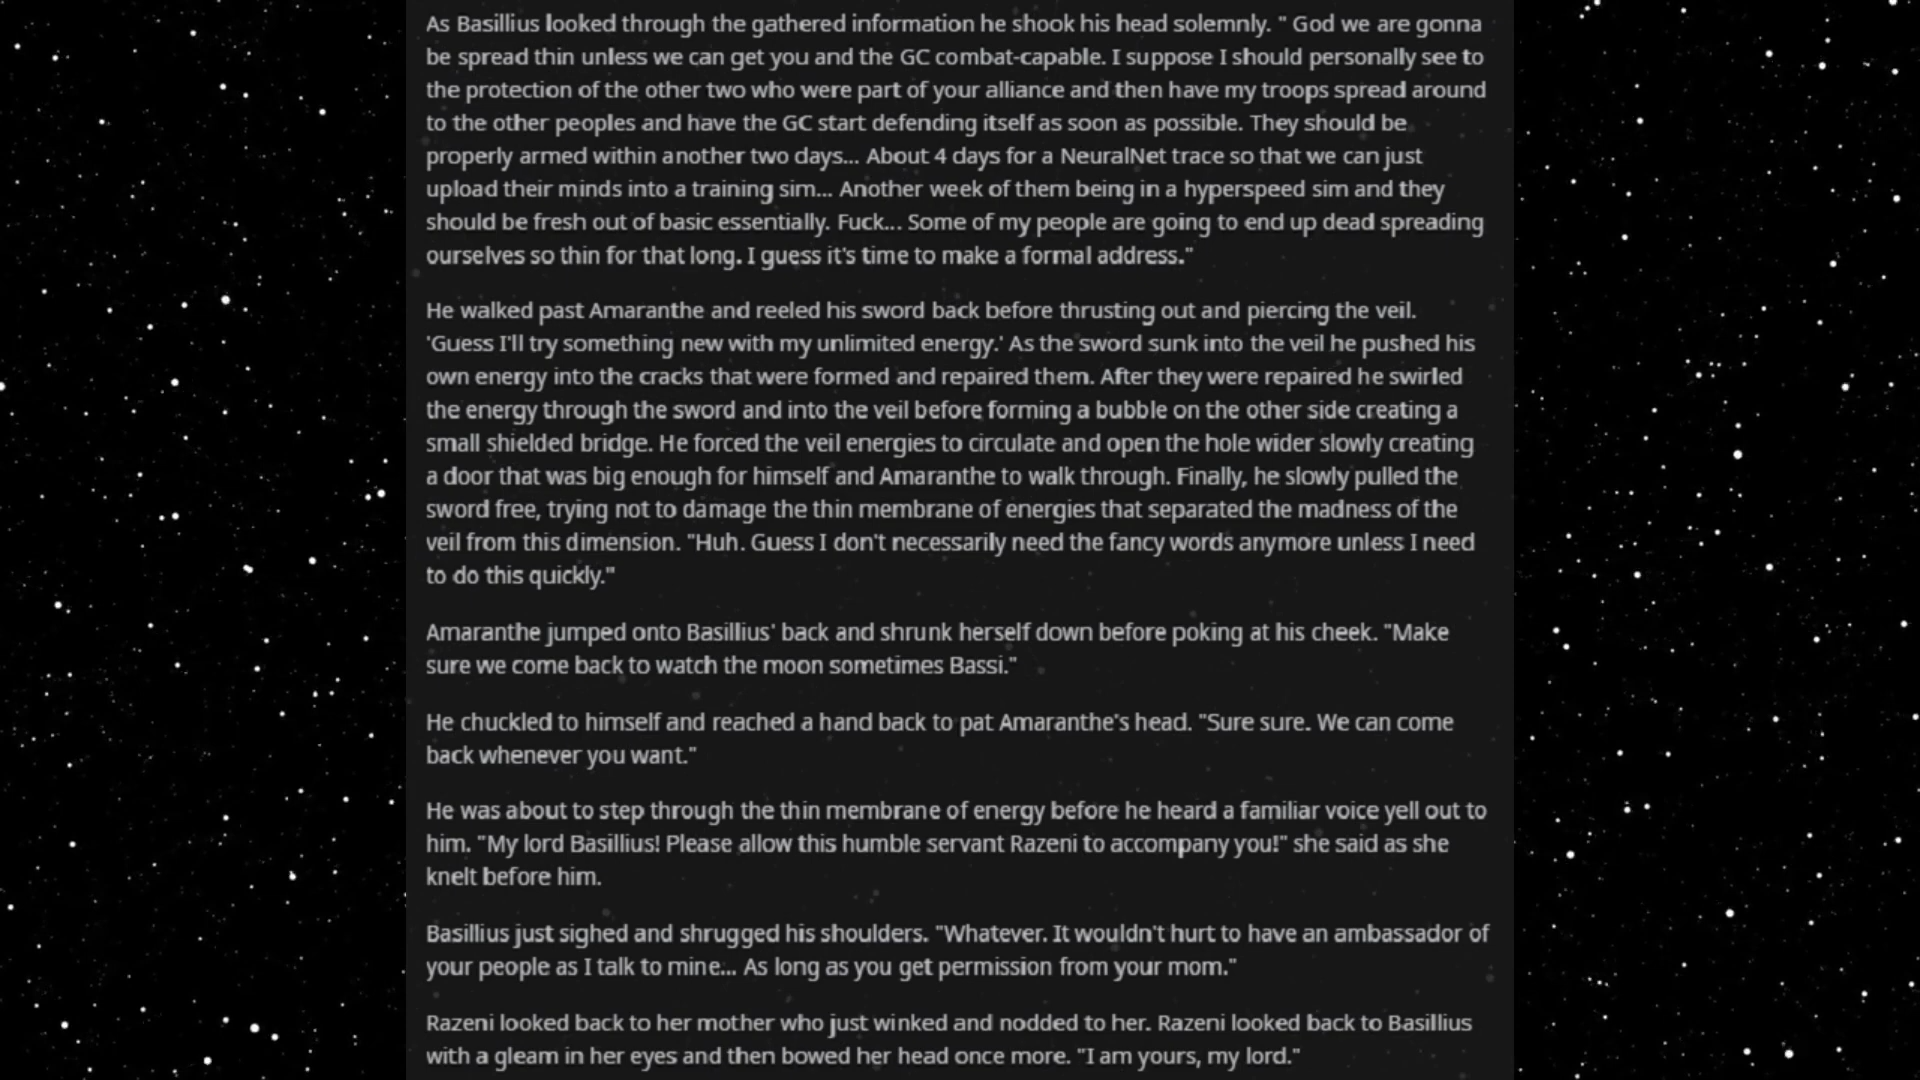 As Basillius looked through the gathered information he shook his head solemnly. " God we are gonna
be spread thin unless we can get you and the GC combat-capable. I suppose I should personally see to
the protection of the other two who were part of your alliance and then have my troops spread around
to the other peoples and have the GC start defending itself as soon as possible. They should be
properly armed within another two days... About 4 days for a NeuralNet trace so that we can just
upload their minds into a training sim... Another week of them being in a hyperspeed sim and they
should be fresh out of basic essentially. Fuck... Some of my people are going to end up dead spreading
ourselves so thin for that long. I guess it's time to make a formal address."
He walked past Amaranthe and reeled his sword back before thrusting out and piercing the veil.
'Guess I'll try something new with my unlimited energy.' As the sword sunk into the veil he pushed his
own energy into the cracks that were formed and repaired them. After they were repaired he swirled
the energy through the sword and into the veil before forming a bubble on the other side creating a
small shielded bridge. He forced the veil energies to circulate and open the hole wider slowly creating
a door that was big enough for himself and Amaranthe to walk through. Finally, he slowly pulled the
sword free, trying not to damage the thin membrane of energies that separated the madness of the
veil from this dimension. "Huh. Guess I don't necessarily need the fancy words anymore unless I need
to do this quickly."
Amaranthe jumped onto Basillius' back and shrunk herself down before poking at his cheek. "Make
sure we come back to watch the moon sometimes Bassi."
He chuckled to himself and reached a hand back to pat Amaranthe's head. "Sure sure. We can come
back whenever you want."
He was about to step through the thin membrane of energy before he heard a familiar voice yell out to
him. "My lord Basillius! Please allow this humble servant Razeni to accompany you!" she said as she
knelt before him.
Basillius just sighed and shrugged his shoulders. "Whatever. It wouldn't hurt to have an ambassador of
your people as I talk to mine... As long as you get permission from your mom."
Razeni looked back to her mother who just winked and nodded to her. Razeni looked back to Basillius
with a gleam in her eyes and then bowed her head once more. "I am yours, my lord."